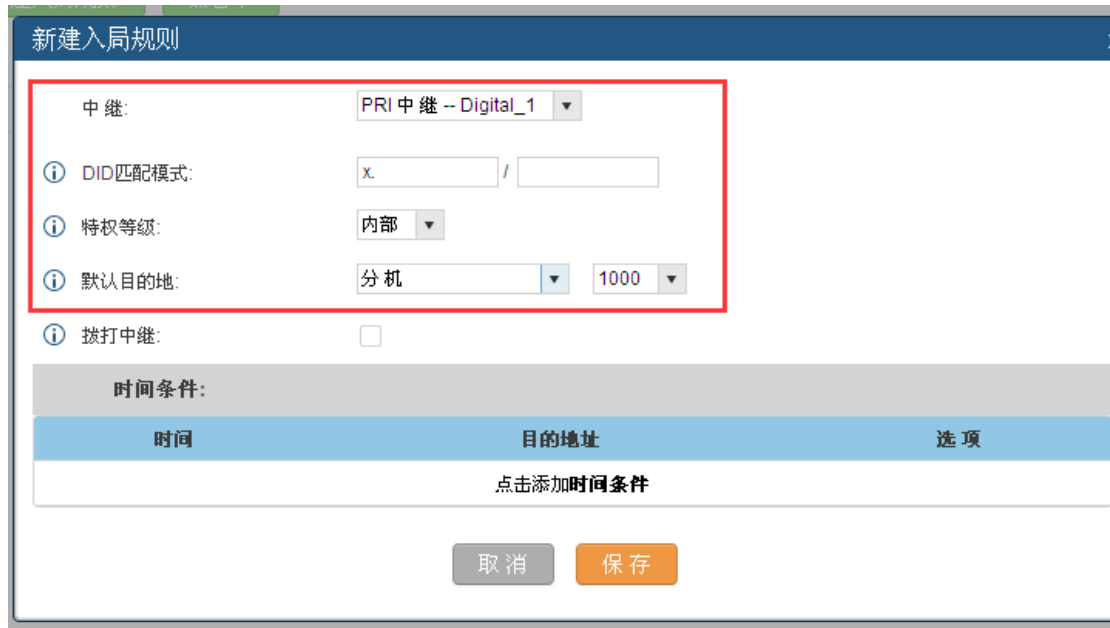 新建入局规则
中继: PRI 中继 -- Digital_1
DID匹配模式: x. /
特权等级: 内部
默认目的地: 分机 1000
拨打中继:
时间条件:
时间 目的地址 选项
点击添加时间条件
取消 保存